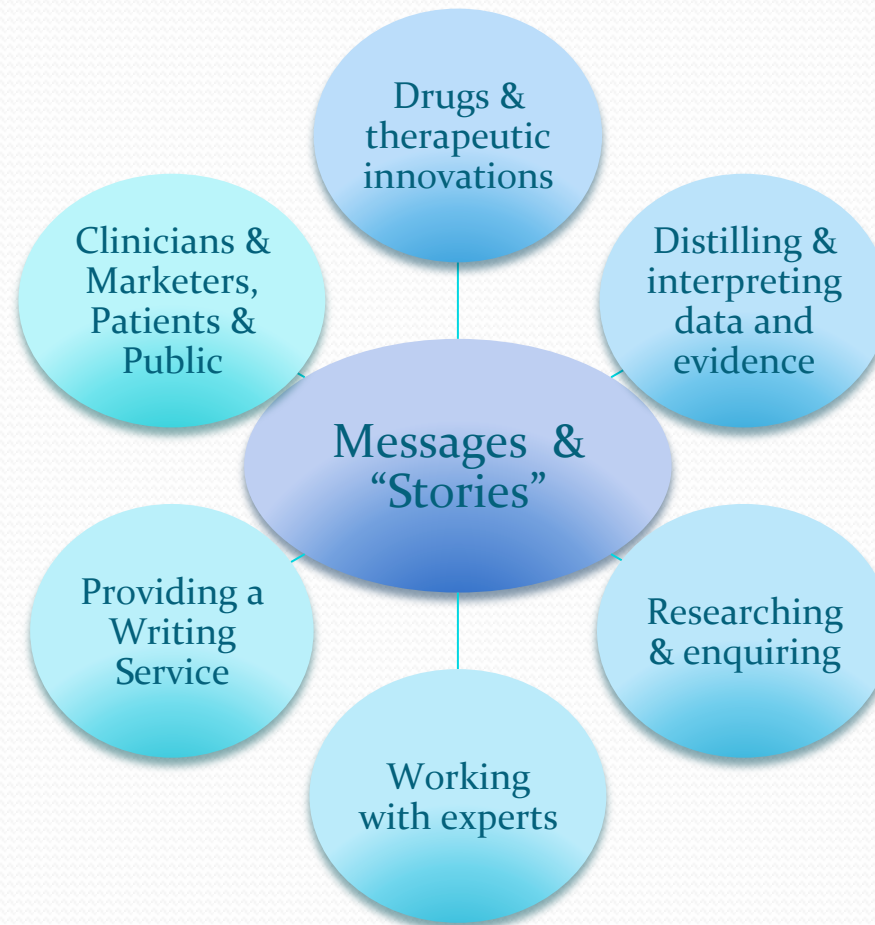 Drugs &
therapeutic
innovations
Distilling &
interpreting
data and
evidence
Researching
& enquiring
Working
with experts
Providing a
Writing
Service
Clinicians &
Marketers,
Patients &
Public
Messages &
“Stories”